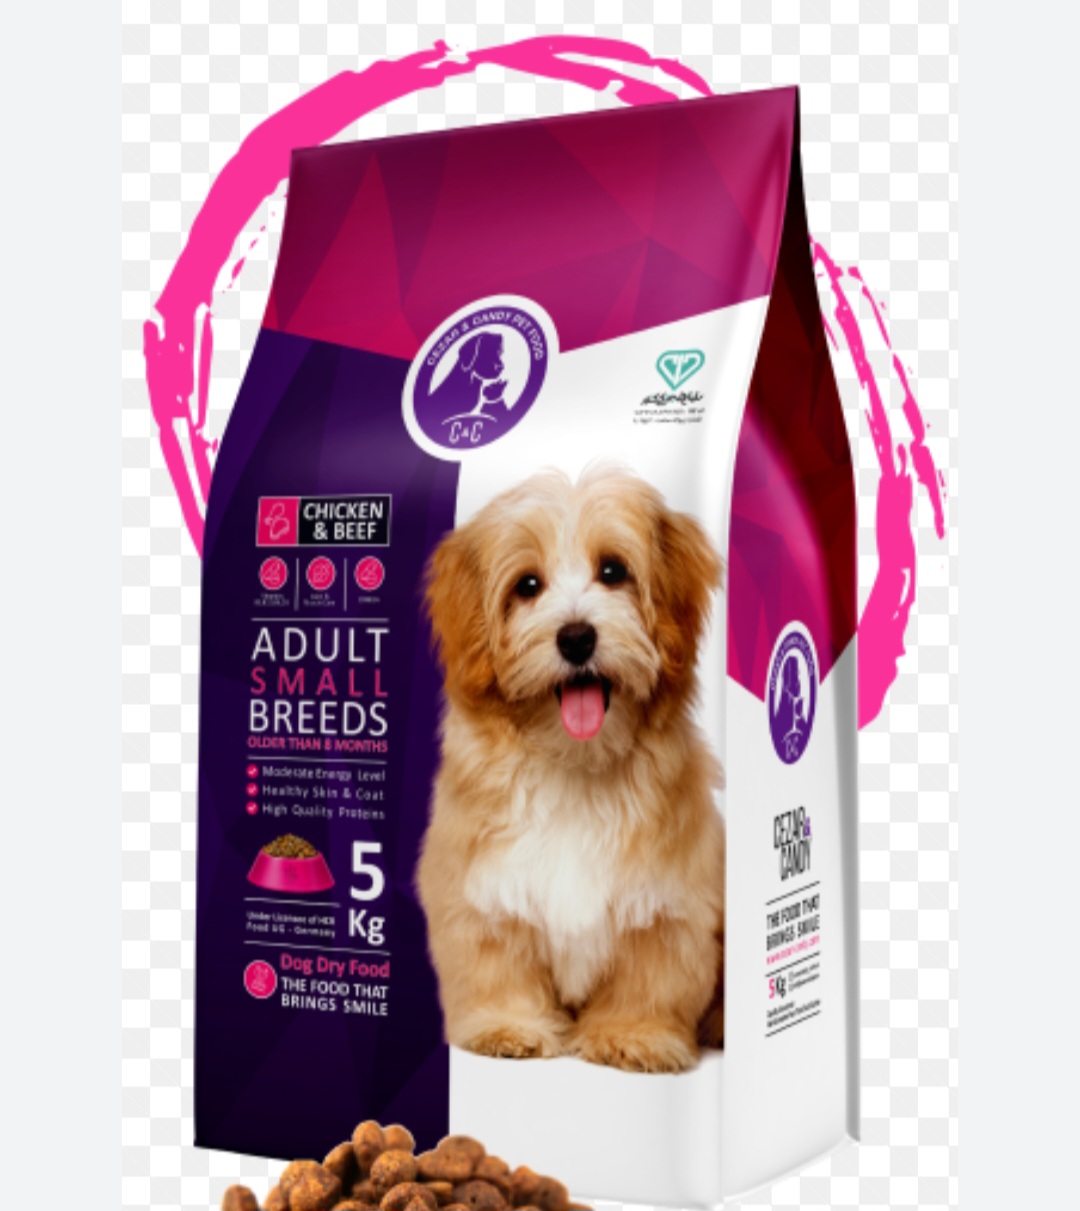 CEZAR & CANDY PET FOOD
C&C
CHICKEN
& BEEF
ADULT
SMALL
BREEDS
OLDER THAN 8 MONTHS
Moderate Energy Level
Healthy Skin & Coat
High Quality Proteins
5
Kg
Under Licensee of HER
Food UG - Germany
Dog Dry Food
THE FOOD THAT
BRINGS SMILE
C&C
CEZAR&
CANDY
THE FOOD THAT
BRINGS SMILE
5Kg